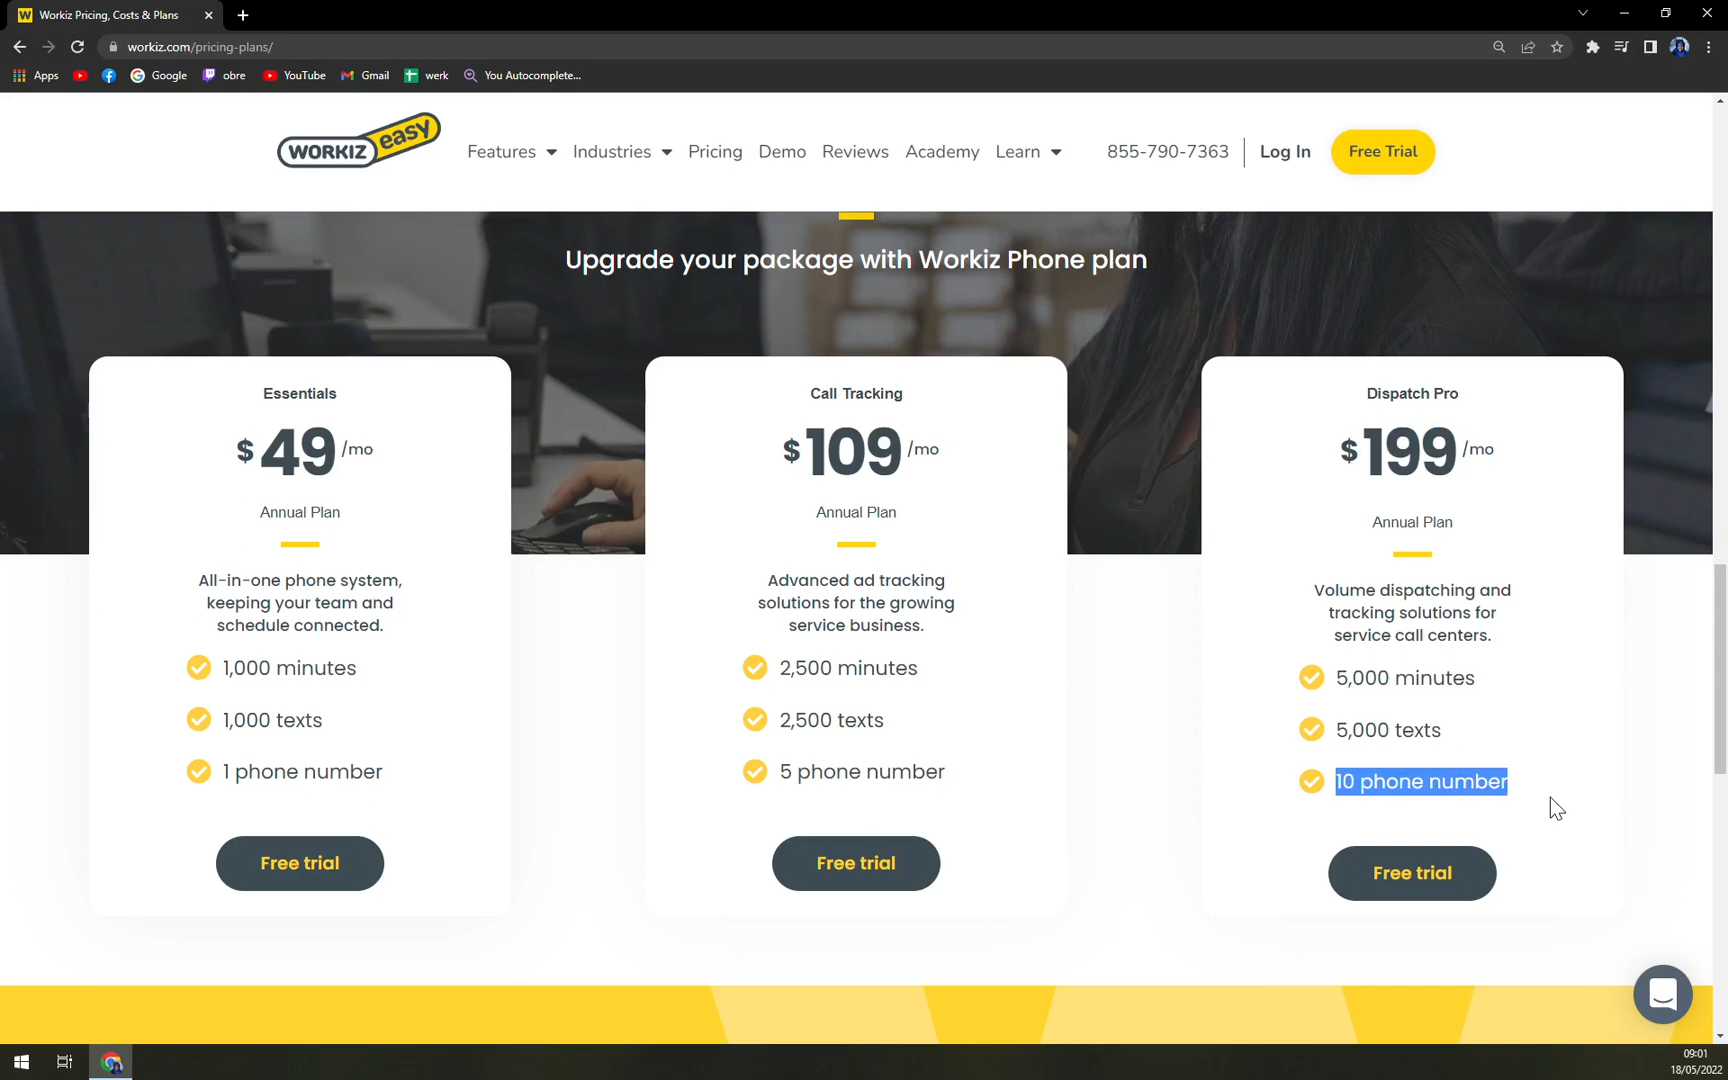 Workiz Pricing, Costs & Plans
workiz.com/pricing-plans/
Apps
Google
obre
YouTube
Gmail
werk
You Autocomplete...
WORKIZ easy
Features
Industries
Pricing
Demo
Reviews
Academy
Learn
855-790-7363
Log In
Free Trial
Upgrade your package with Workiz Phone plan
Essentials
$49 /mo
Annual Plan
All-in-one phone system,
keeping your team and
schedule connected.
1,000 minutes
1,000 texts
1 phone number
Free trial
Call Tracking
$109 /mo
Annual Plan
Advanced ad tracking
solutions for the growing
service business.
2,500 minutes
2,500 texts
5 phone number
Free trial
Dispatch Pro
$199 /mo
Annual Plan
Volume dispatching and
tracking solutions for
service call centers.
5,000 minutes
5,000 texts
10 phone number
Free trial
09:01
18/05/2022